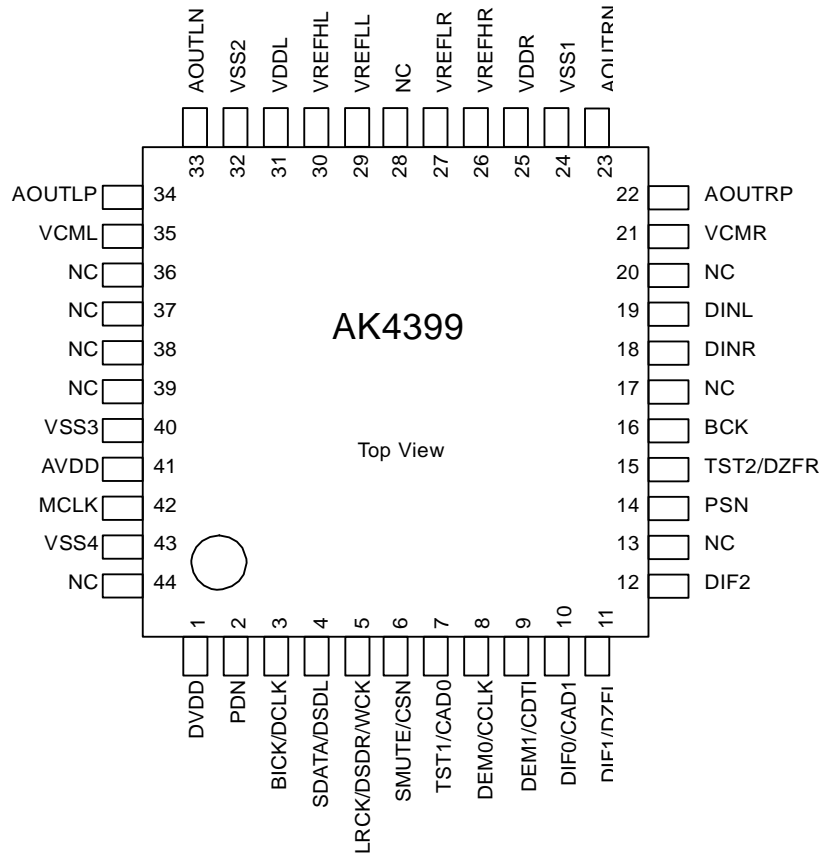 AOUTLN
VSS2
VDDL
VREFHL
VREFLL
NC
VREFLR
VREFHR
VDDR
VSS1
AOUTRN
33
32
31
30
29
28
27
26
25
24
23
AOUTLP 34
VCML 35
NC 36
NC 37
NC 38
NC 39
VSS3 40
AVDD 41
MCLK 42
VSS4 43
NC 44
AK4399
Top View
22 AOUTRP
21 VCMR
20 NC
19 DINL
18 DINR
17 NC
16 BCK
15 TST2/DZFR
14 PSN
13 NC
12 DIF2
1
2
3
4
5
6
7
8
9
10
11
DVDD
PDN
BICK/DCLK
SDATA/DSDL
LRCK/DSDR/WCK
SMUTE/CSN
TST1/CAD0
DEM0/CCLK
DEM1/CDTI
DIF0/CAD1
DIF1/DZFL